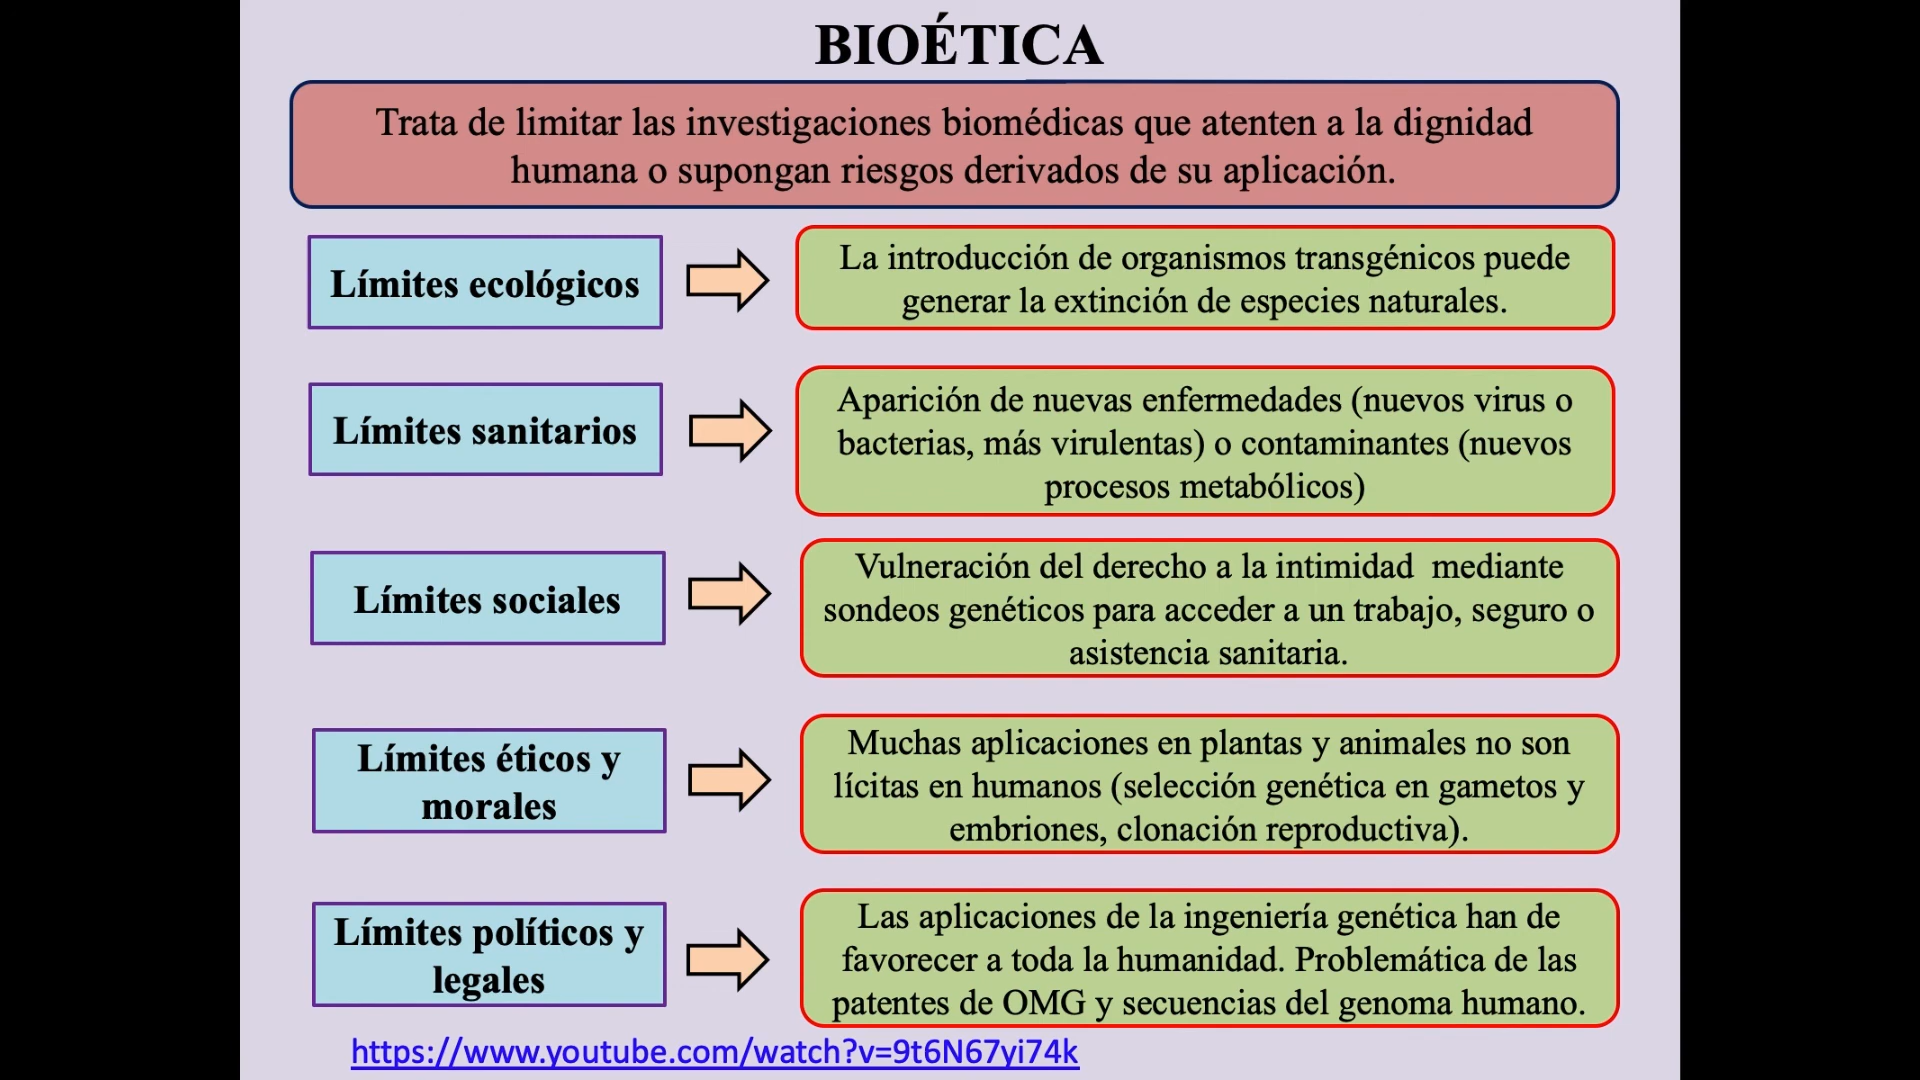 BIOÉTICA
Trata de limitar las investigaciones biomédicas que atenten a la dignidad
humana o supongan riesgos derivados de su aplicación.
Límites ecológicos
La introducción de organismos transgénicos puede
generar la extinción de especies naturales.
Límites sanitarios
Aparición de nuevas enfermedades (nuevos virus o
bacterias, más virulentas) o contaminantes (nuevos
procesos metabólicos)
Límites sociales
Vulneración del derecho a la intimidad mediante
sondeos genéticos para acceder a un trabajo, seguro o
asistencia sanitaria.
Límites éticos y
morales
Muchas aplicaciones en plantas y animales no son
lícitas en humanos (selección genética en gametos y
embriones, clonación reproductiva).
Límites políticos y
legales
Las aplicaciones de la ingeniería genética han de
favorecer a toda la humanidad. Problemática de las
patentes de OMG y secuencias del genoma humano.
https://www.youtube.com/watch?v=9t6N67yi74k